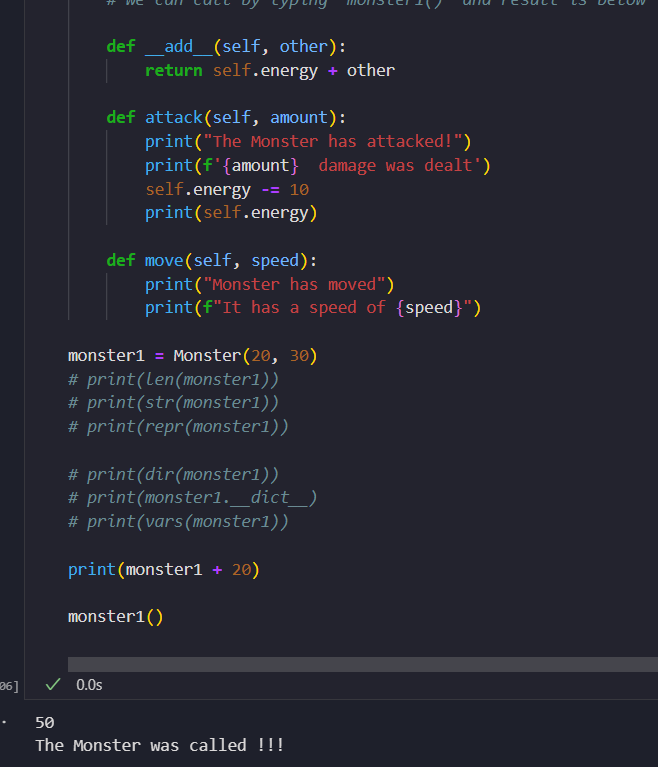 # We can call by typing "monster1()" and result is below
def __add__(self, other):
return self.energy + other
def attack(self, amount):
print("The Monster has attacked!")
print(f'{amount}  damage was dealt')
self.energy -= 10
print(self.energy)
def move(self, speed):
print("Monster has moved")
print(f"It has a speed of {speed}")
monster1 = Monster(20, 30)
# print(len(monster1))
# print(str(monster1))
# print(repr(monster1))
# print(dir(monster1))
# print(monster1.__dict__)
# print(vars(monster1))
print(monster1 + 20)
monster1()
06]
0.0s
50
The Monster was called !!!